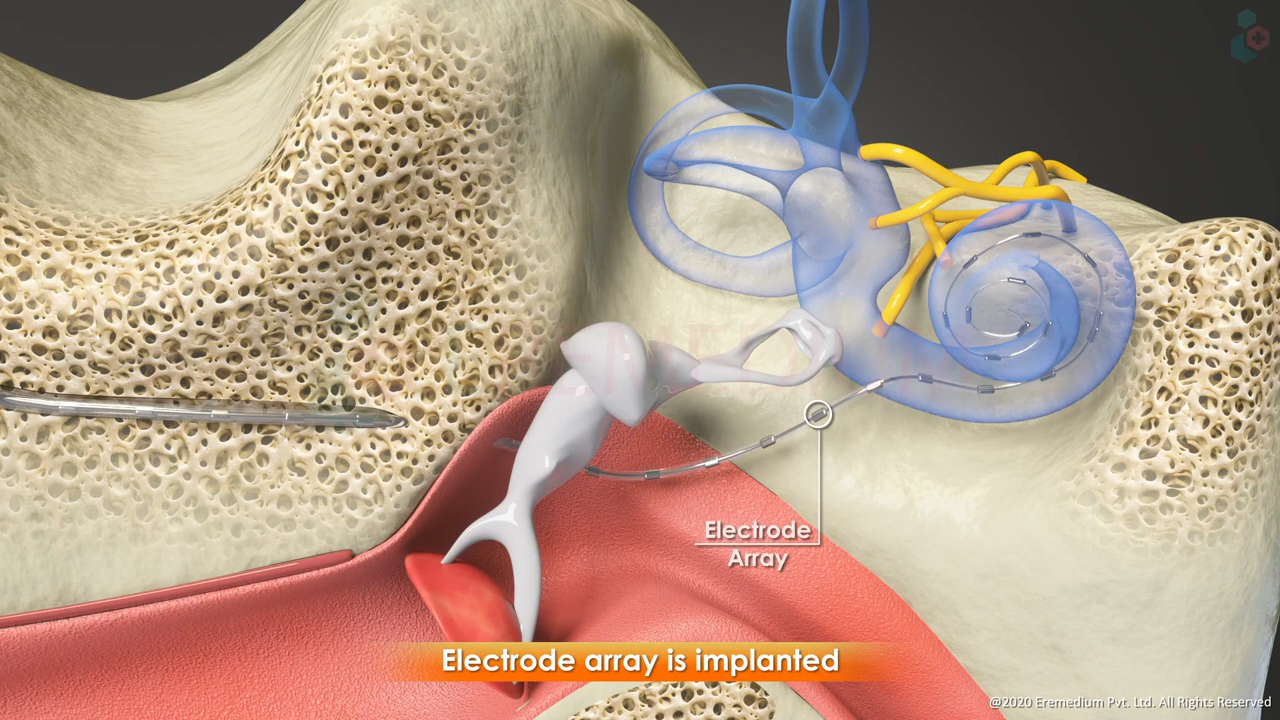 Electrode
Array
Electrode array is implanted
@2020 Eremedium Pvt. Ltd. All Rights Reserved